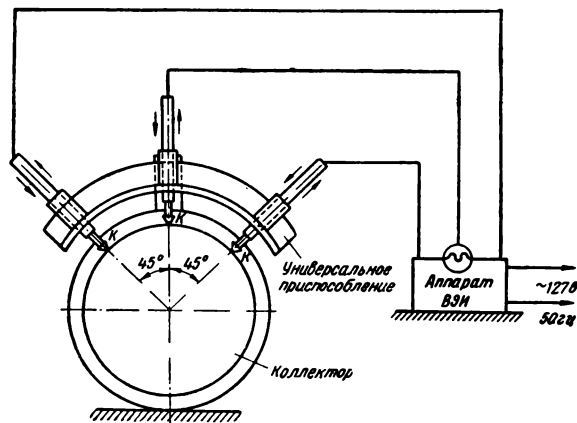 К
К
К
45°
45°
Универсальное
приспособление
Аппарат
ВЭИ
~127в
50гц
Коллектор